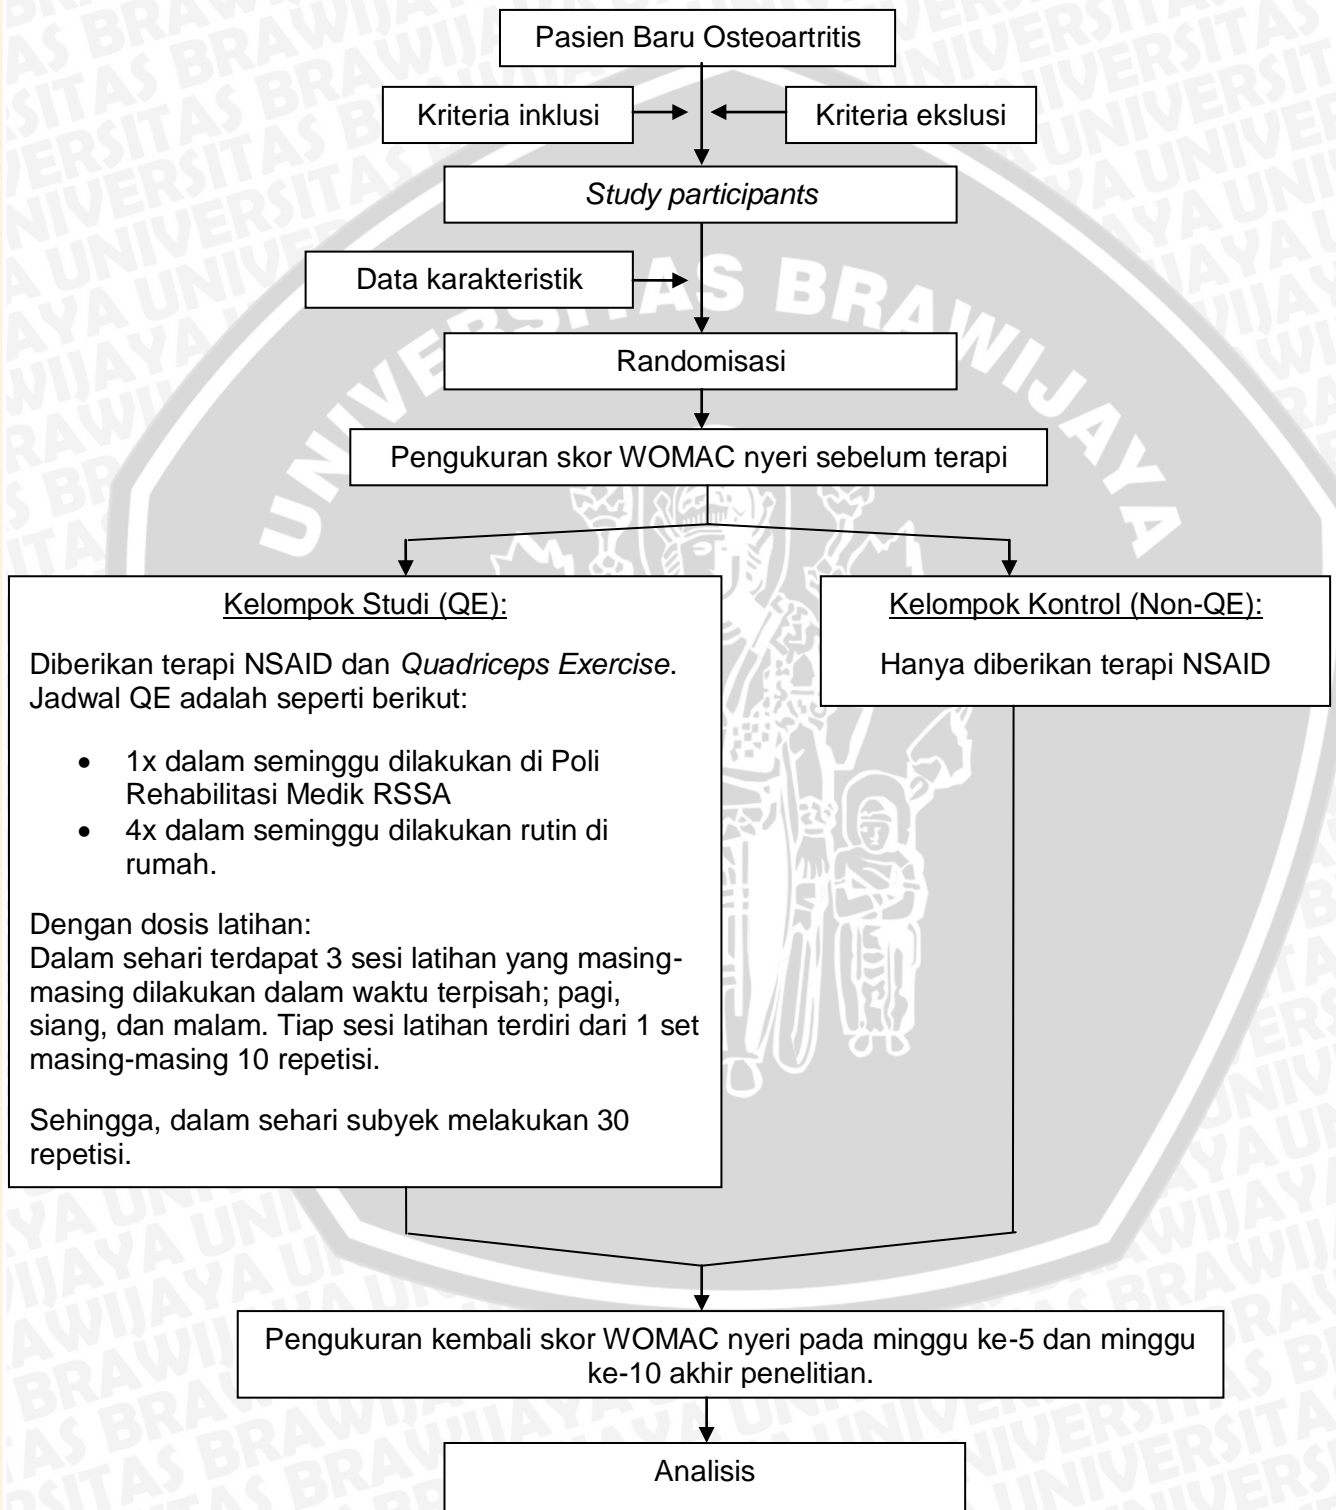 Pasien Baru Osteoartritis
Kriteria inklusi
Kriteria ekslusi
Study participants
Data karakteristik
Randomisasi
Pengukuran skor WOMAC nyeri sebelum terapi
Kelompok Studi (QE):
Diberikan terapi NSAID dan Quadriceps Exercise.
Jadwal QE adalah seperti berikut:
• 1x dalam seminggu dilakukan di Poli
Rehabilitasi Medik RSSA
• 4x dalam seminggu dilakukan rutin di
rumah.
Dengan dosis latihan:
Dalam sehari terdapat 3 sesi latihan yang masing-
masing dilakukan dalam waktu terpisah; pagi,
siang, dan malam. Tiap sesi latihan terdiri dari 1 set
masing-masing 10 repetisi.
Sehingga, dalam sehari subyek melakukan 30
repetisi.
Kelompok Kontrol (Non-QE):
Hanya diberikan terapi NSAID
Pengukuran kembali skor WOMAC nyeri pada minggu ke-5 dan minggu
ke-10 akhir penelitian.
Analisis
UNIVERSITAS BRAWIJAYA